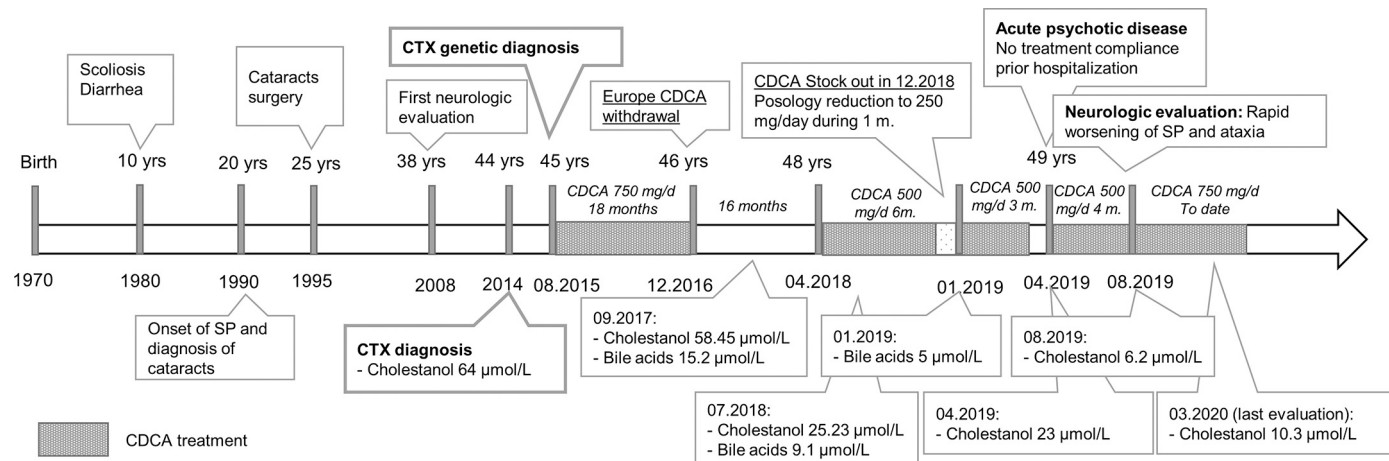 Scoliosis
Diarrhea
Cataracts
surgery
CTX genetic diagnosis
First neurologic
evaluation
Europe CDCA
withdrawal
CDCA Stock out in 12.2018
Posology reduction to 250
mg/day during 1 m.
Acute psychotic disease
No treatment compliance
prior hospitalization
Neurologic evaluation: Rapid
worsening of SP and ataxia
Birth
10 yrs
20 yrs
25 yrs
38 yrs
44 yrs
45 yrs
46 yrs
48 yrs
49 yrs
CDCA 750 mg/d
18 months
16 months
CDCA 500
mg/d 6m.
CDCA 500
mg/d 3 m.
CDCA 500
mg/d 4 m.
CDCA 750 mg/d
To date
1970
1980
1990
1995
2008
2014
08.2015
12.2016
04.2018
01.2019
04.2019
08.2019
Onset of SP and
diagnosis of
cataracts
CTX diagnosis
- Cholestanol 64 µmol/L
09.2017:
- Cholestanol 58.45 µmol/L
- Bile acids 15.2 µmol/L
01.2019:
- Bile acids 5 µmol/L
08.2019:
- Cholestanol 6.2 µmol/L
07.2018:
- Cholestanol 25.23 µmol/L
- Bile acids 9.1 µmol/L
04.2019:
- Cholestanol 23 µmol/L
03.2020 (last evaluation):
- Cholestanol 10.3 µmol/L
CDCA treatment